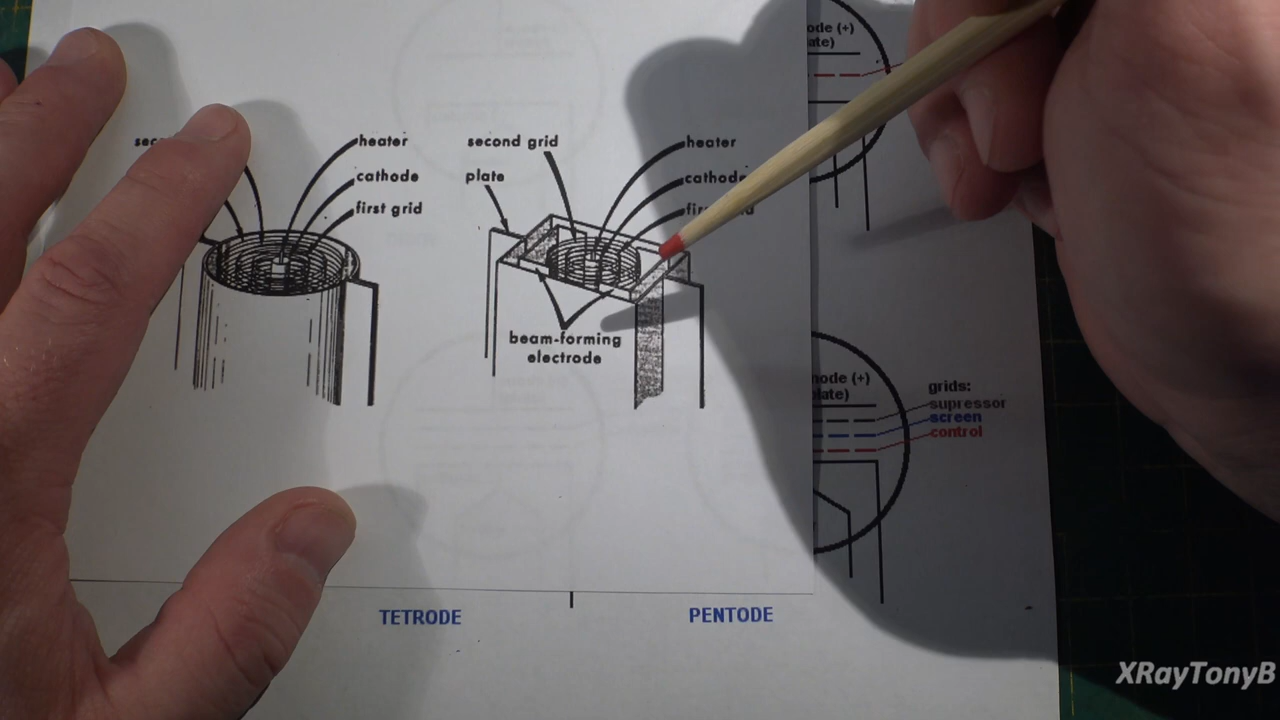 ode (+)
ate)
heater
cathode
first grid
second grid
plate
heater
cathode
beam-forming
electrode
node (+)
late)
grids:
supressor
screen
control
TETRODE
PENTODE
XRayTonyB